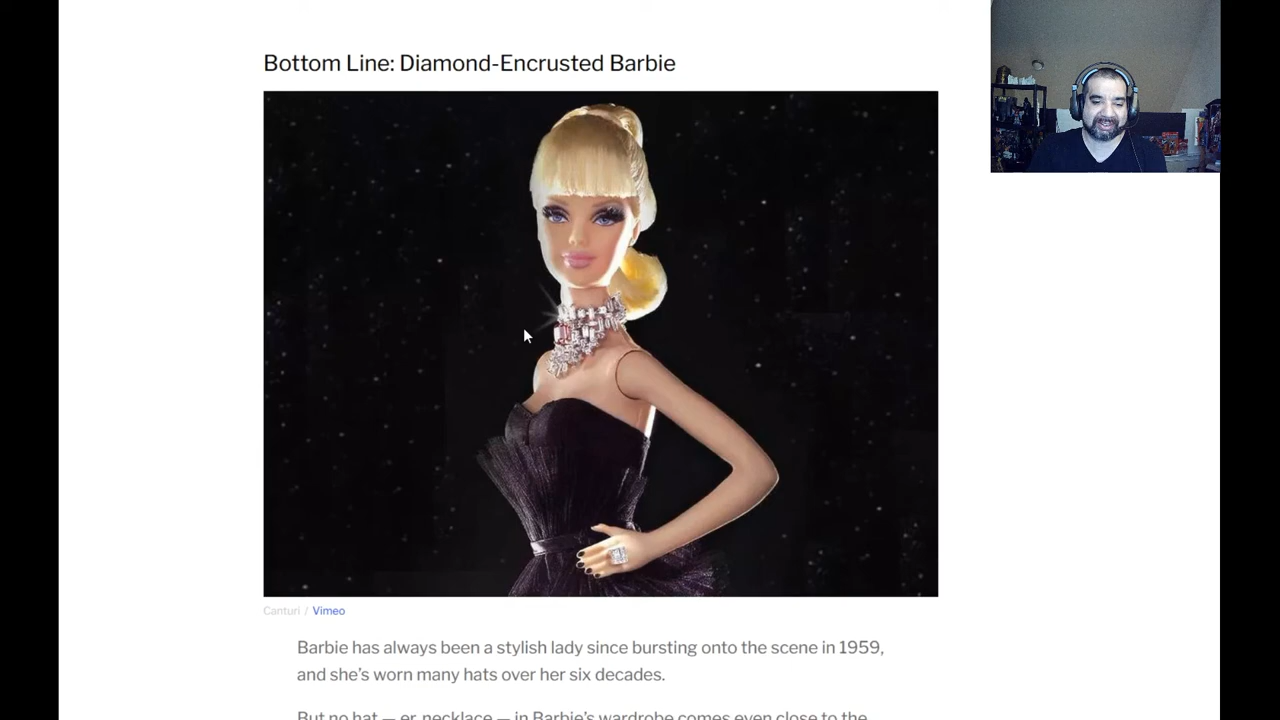 Bottom Line: Diamond-Encrusted Barbie
Canturi / Vimeo
Barbie has always been a stylish lady since bursting onto the scene in 1959,
and she's worn many hats over her six decades.
But no hat — er, necklace — in Barbie's wardrobe comes even close to the